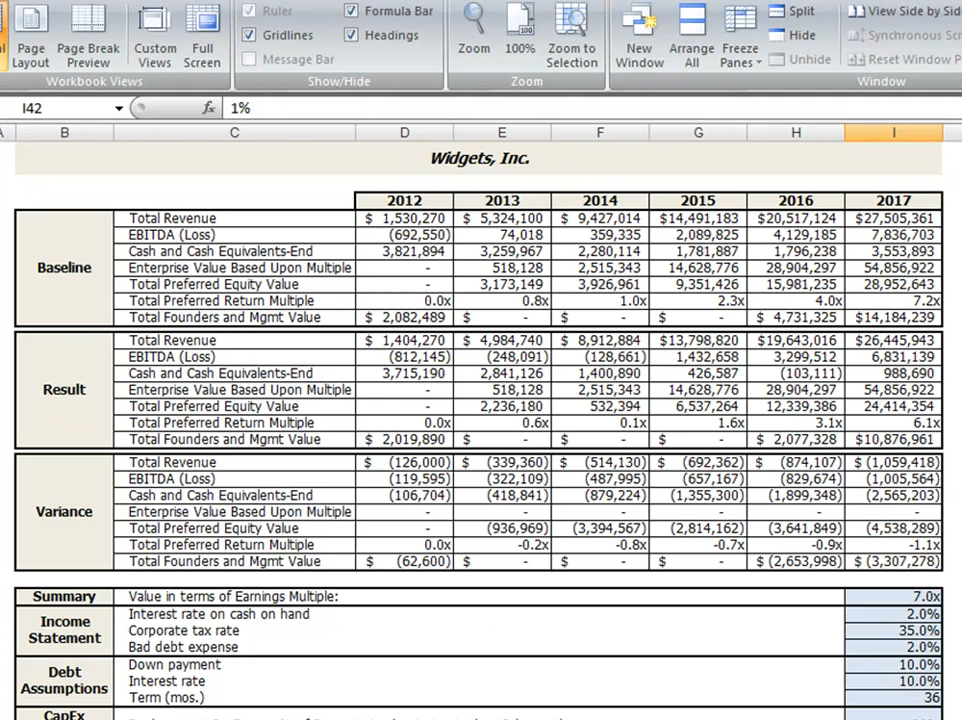 Ruler Formula Bar Split View Side by Sid
Page Layout Page Break Preview Custom Views Full Screen Gridlines Headings Zoom 100% Zoom to Selection New Window Arrange All Freeze Panes Hide Synchronous Scr
Message Bar Unhide Reset Window P
Workbook Views Show/Hide Zoom Window
I42 fx 1%
A B C D E F G H I
Widgets, Inc.
2012 2013 2014 2015 2016 2017
Baseline
Total Revenue $ 1,530,270 $ 5,324,100 $ 9,427,014 $14,491,183 $20,517,124 $27,505,361
EBITDA (Loss) (692,550) 74,018 359,335 2,089,825 4,129,185 7,836,703
Cash and Cash Equivalents-End 3,821,894 3,259,967 2,280,114 1,781,887 1,796,238 3,553,893
Enterprise Value Based Upon Multiple - 518,128 2,515,343 14,628,776 28,904,297 54,856,922
Total Preferred Equity Value - 3,173,149 3,926,961 9,351,426 15,981,235 28,952,643
Total Preferred Return Multiple 0.0x 0.8x 1.0x 2.3x 4.0x 7.2x
Total Founders and Mgmt Value $ 2,082,489 $ - $ - $ - $ 4,731,325 $14,184,239
Result
Total Revenue $ 1,404,270 $ 4,984,740 $ 8,912,884 $13,798,820 $19,643,016 $26,445,943
EBITDA (Loss) (812,145) (248,091) (128,661) 1,432,658 3,299,512 6,831,139
Cash and Cash Equivalents-End 3,715,190 2,841,126 1,400,890 426,587 (103,111) 988,690
Enterprise Value Based Upon Multiple - 518,128 2,515,343 14,628,776 28,904,297 54,856,922
Total Preferred Equity Value - 2,236,180 532,394 6,537,264 12,339,386 24,414,354
Total Preferred Return Multiple 0.0x 0.6x 0.1x 1.6x 3.1x 6.1x
Total Founders and Mgmt Value $ 2,019,890 $ - $ - $ - $ 2,077,328 $10,876,961
Variance
Total Revenue $ (126,000) $ (339,360) $ (514,130) $ (692,362) $ (874,107) $ (1,059,418)
EBITDA (Loss) (119,595) (322,109) (487,995) (657,167) (829,674) (1,005,564)
Cash and Cash Equivalents-End (106,704) (418,841) (879,224) (1,355,300) (1,899,348) (2,565,203)
Enterprise Value Based Upon Multiple - - - - - -
Total Preferred Equity Value - (936,969) (3,394,567) (2,814,162) (3,641,849) (4,538,289)
Total Preferred Return Multiple 0.0x -0.2x -0.8x -0.7x -0.9x -1.1x
Total Founders and Mgmt Value $ (62,600) $ - $ - $ - $ (2,653,998) $ (3,307,278)
Summary Value in terms of Earnings Multiple: 7.0x
Income Statement
Interest rate on cash on hand 2.0%
Corporate tax rate 35.0%
Bad debt expense 2.0%
Debt Assumptions
Down payment 10.0%
Interest rate 10.0%
Term (mos.) 36
CapEx